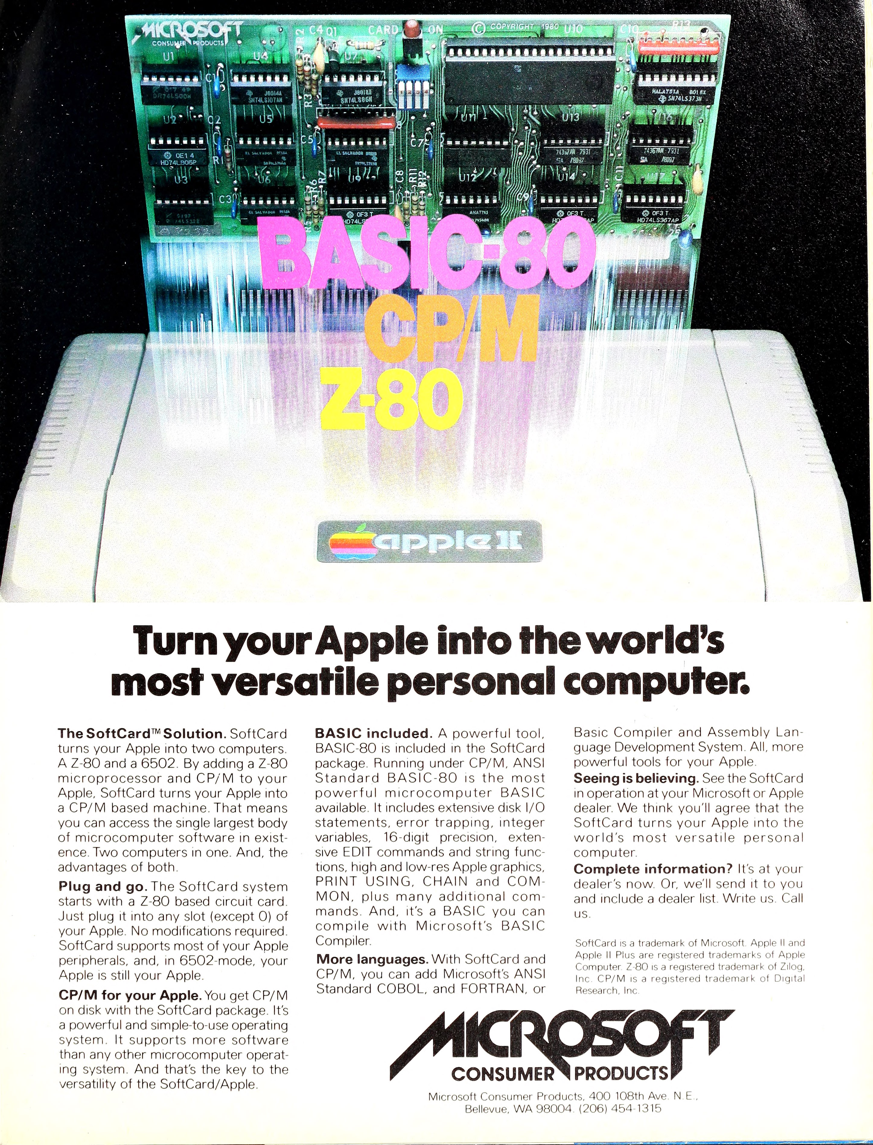 MICROSOFT
CONSUMER PRODUCTS
CARD ON
© COPYRIGHT 1980
U1
U4
C4
U7
U10
U2
U5
U11
U13
U3
U6
U9
U12
U14
BASIC-80
CP/M
Z-80
apple ][
Turn your Apple into the world's
most versatile personal computer.
The SoftCard™ Solution. SoftCard
turns your Apple into two computers.
A Z-80 and a 6502. By adding a Z-80
microprocessor and CP/M to your
Apple, SoftCard turns your Apple into
a CP/M based machine. That means
you can access the single largest body
of microcomputer software in exist-
ence. Two computers in one. And, the
advantages of both.
Plug and go. The SoftCard system
starts with a Z-80 based circuit card.
Just plug it into any slot (except 0) of
your Apple. No modifications required.
SoftCard supports most of your Apple
peripherals, and, in 6502-mode, your
Apple is still your Apple.
CP/M for your Apple. You get CP/M
on disk with the SoftCard package. It's
a powerful and simple-to-use operating
system. It supports more software
than any other microcomputer operat-
ing system. And that's the key to the
versatility of the SoftCard/Apple.
BASIC included. A powerful tool,
BASIC-80 is included in the SoftCard
package. Running under CP/M, ANSI
Standard BASIC-80 is the most
powerful microcomputer BASIC
available. It includes extensive disk I/O
statements, error trapping, integer
variables, 16-digit precision, exten-
sive EDIT commands and string func-
tions, high and low-res Apple graphics,
PRINT USING, CHAIN and COM-
MON, plus many additional com-
mands. And, it's a BASIC you can
compile with Microsoft's BASIC
Compiler.
More languages. With SoftCard and
CP/M, you can add Microsoft's ANSI
Standard COBOL, and FORTRAN, or
Basic Compiler and Assembly Lan-
guage Development System. All, more
powerful tools for your Apple.
Seeing is believing. See the SoftCard
in operation at your Microsoft or Apple
dealer. We think you'll agree that the
SoftCard turns your Apple into the
world's most versatile personal
computer.
Complete information? It's at your
dealer's now. Or, we'll send it to you
and include a dealer list. Write us. Call
us.
SoftCard is a trademark of Microsoft. Apple II and
Apple II Plus are registered trademarks of Apple
Computer. Z-80 is a registered trademark of Zilog,
Inc. CP/M is a registered trademark of Digital
Research, Inc.
MICROSOFT
CONSUMER PRODUCTS
Microsoft Consumer Products, 400 108th Ave. N.E.,
Bellevue, WA 98004. (206) 454-1315